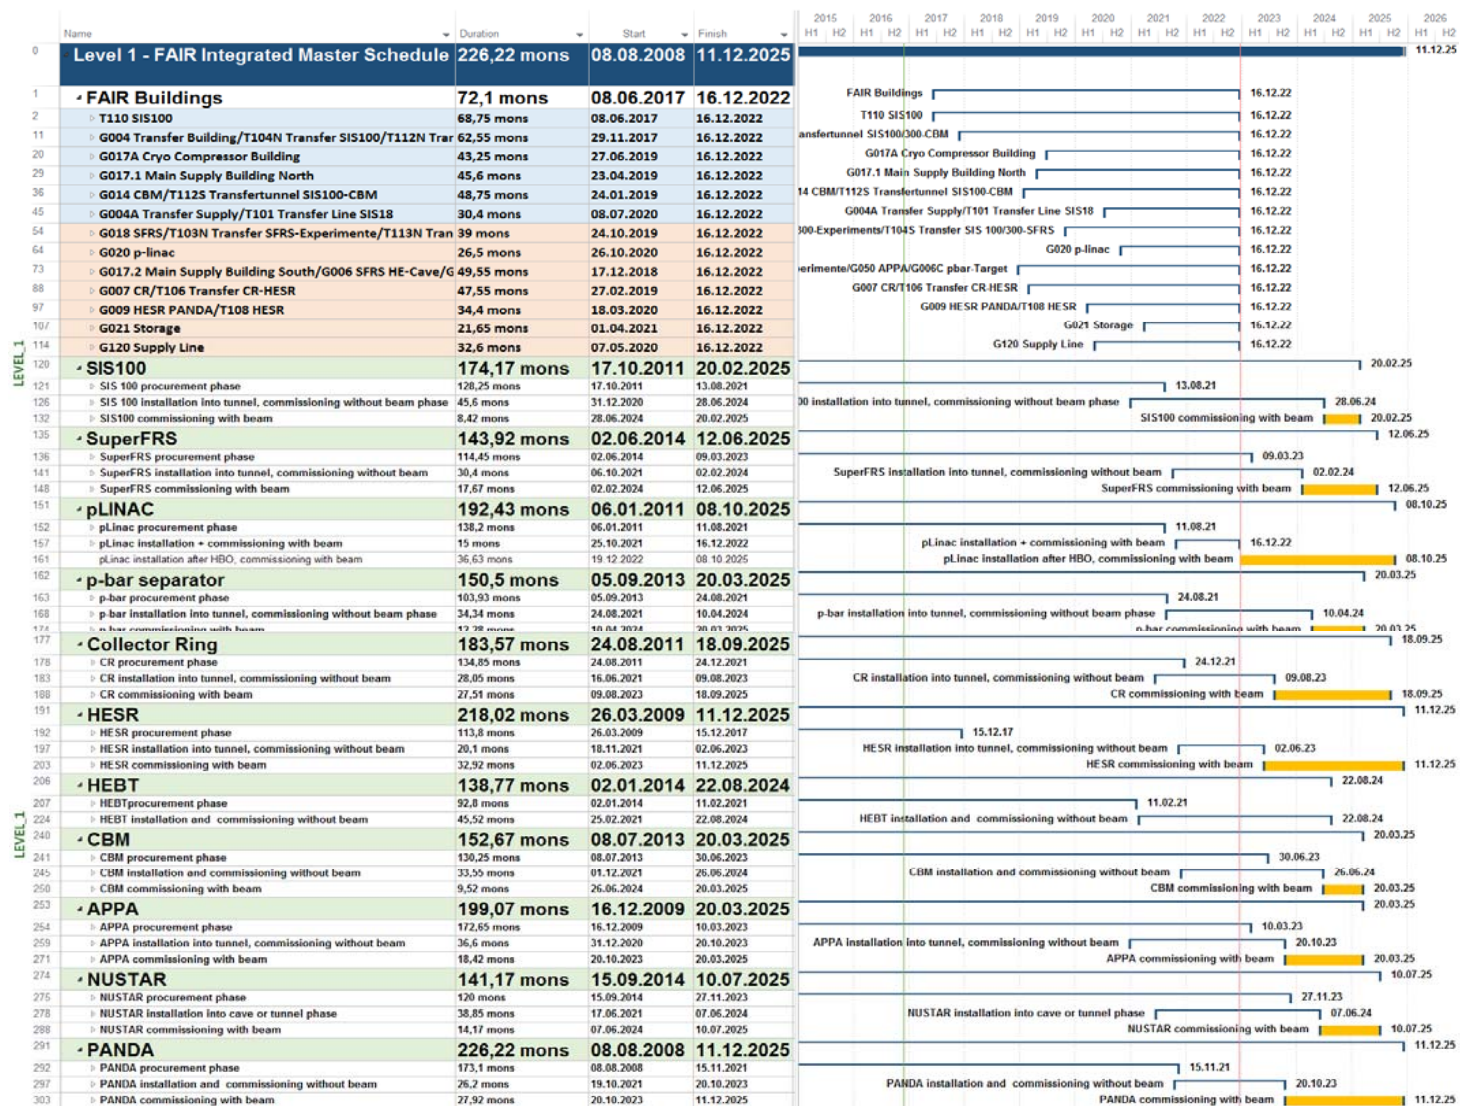 2015 2016 2017 2018 2019 2020 2021 2022 2023 2024 2025 2026
Name Duration Start Finish H1 H2 H1 H2 H1 H2 H1 H2 H1 H2 H1 H2 H1 H2 H1 H2 H1 H2 H1 H2 H1 H2 H1 H2
0 Level 1 - FAIR Integrated Master Schedule 226,22 mons 08.08.2008 11.12.2025 11.12.25
1 FAIR Buildings 72,1 mons 08.06.2017 16.12.2022 FAIR Buildings 16.12.22
2 T110 SIS100 68,75 mons 08.06.2017 16.12.2022 T110 SIS100 16.12.22
11 G004 Transfer Building/T104N Transfer SIS100/T112N Trar 62,55 mons 29.11.2017 16.12.2022 ansfertunnel SIS100/300-CBM 16.12.22
20 G017A Cryo Compressor Building 43,25 mons 27.06.2019 16.12.2022 G017A Cryo Compressor Building 16.12.22
29 G017.1 Main Supply Building North 45,6 mons 23.04.2019 16.12.2022 G017.1 Main Supply Building North 16.12.22
36 G014 CBM/T112S Transfertunnel SIS100-CBM 48,75 mons 24.01.2019 16.12.2022 14 CBM/T112S Transfertunnel SIS100-CBM 16.12.22
45 G004A Transfer Supply/T101 Transfer Line SIS18 30,4 mons 08.07.2020 16.12.2022 G004A Transfer Supply/T101 Transfer Line SIS18 16.12.22
54 G018 SFRS/T103N Transfer SFRS-Experimente/T113N Tran 39 mons 24.10.2019 16.12.2022 300-Experiments/T104S Transfer SIS 100/300-SFRS 16.12.22
64 G020 p-linac 26,5 mons 26.10.2020 16.12.2022 G020 p-linac 16.12.22
73 G017.2 Main Supply Building South/G006 SFRS HE-Cave/G 49,55 mons 17.12.2018 16.12.2022 erimente/G050 APPA/G006C pbar-Target 16.12.22
88 G007 CR/T106 Transfer CR-HESR 47,55 mons 27.02.2019 16.12.2022 G007 CR/T106 Transfer CR-HESR 16.12.22
97 G009 HESR PANDA/T108 HESR 34,4 mons 18.03.2020 16.12.2022 G009 HESR PANDA/T108 HESR 16.12.22
107 G021 Storage 21,65 mons 01.04.2021 16.12.2022 G021 Storage 16.12.22
114 G120 Supply Line 32,6 mons 07.05.2020 16.12.2022 G120 Supply Line 16.12.22
LEVEL_1
120 SIS100 174,17 mons 17.10.2011 20.02.2025 20.02.25
121 SIS 100 procurement phase 128,25 mons 17.10.2011 13.08.2021 13.08.21
126 SIS 100 installation into tunnel, commissioning without beam phase 45,6 mons 31.12.2020 28.06.2024 00 installation into tunnel, commissioning without beam phase 28.06.24
132 SIS100 commissioning with beam 8,42 mons 28.06.2024 20.02.2025 SIS100 commissioning with beam 20.02.25
135 SuperFRS 143,92 mons 02.06.2014 12.06.2025 12.06.25
136 SuperFRS procurement phase 114,45 mons 02.06.2014 09.03.2023 09.03.23
141 SuperFRS installation into tunnel, commissioning without beam 30,4 mons 06.10.2021 02.02.2024 SuperFRS installation into tunnel, commissioning without beam 02.02.24
148 SuperFRS commissioning with beam 17,67 mons 02.02.2024 12.06.2025 SuperFRS commissioning with beam 12.06.25
151 pLINAC 192,43 mons 06.01.2011 08.10.2025 08.10.25
152 pLinac procurement phase 138,2 mons 06.01.2011 11.08.2021 11.08.21
157 pLinac installation + commissioning with beam 15 mons 25.10.2021 16.12.2022 pLinac installation + commissioning with beam 16.12.22
161 pLinac installation after HBO, commissioning with beam 36,63 mons 19.12.2022 08.10.2025 pLinac installation after HBO, commissioning with beam 08.10.25
162 p-bar separator 150,5 mons 05.09.2013 20.03.2025 20.03.25
163 p-bar procurement phase 103,93 mons 05.09.2013 24.08.2021 24.08.21
168 p-bar installation into tunnel, commissioning without beam phase 34,34 mons 24.08.2021 10.04.2024 p-bar installation into tunnel, commissioning without beam phase 10.04.24
174 p-bar commissioning with beam 12,28 mons 10.04.2024 20.03.2025 p-bar commissioning with beam 20.03.25
177 Collector Ring 183,57 mons 24.08.2011 18.09.2025 18.09.25
178 CR procurement phase 134,85 mons 24.08.2011 24.12.2021 24.12.21
183 CR installation into tunnel, commissioning without beam 28,05 mons 16.06.2021 09.08.2023 CR installation into tunnel, commissioning without beam 09.08.23
188 CR commissioning with beam 27,51 mons 09.08.2023 18.09.2025 CR commissioning with beam 18.09.25
191 HESR 218,02 mons 26.03.2009 11.12.2025 11.12.25
192 HESR procurement phase 113,8 mons 26.03.2009 15.12.2017 15.12.17
197 HESR installation into tunnel, commissioning without beam 20,1 mons 18.11.2021 02.06.2023 HESR installation into tunnel, commissioning without beam 02.06.23
203 HESR commissioning with beam 32,92 mons 02.06.2023 11.12.2025 HESR commissioning with beam 11.12.25
206 HEBT 138,77 mons 02.01.2014 22.08.2024 22.08.24
207 HEBTprocurement phase 92,8 mons 02.01.2014 11.02.2021 11.02.21
224 HEBT installation and commissioning without beam 45,52 mons 25.02.2021 22.08.2024 HEBT installation and commissioning without beam 22.08.24
LEVEL_1
240 CBM 152,67 mons 08.07.2013 20.03.2025 20.03.25
241 CBM procurement phase 130,25 mons 08.07.2013 30.06.2023 30.06.23
245 CBM installation and commissioning without beam 33,55 mons 01.12.2021 26.06.2024 CBM installation and commissioning without beam 26.06.24
250 CBM commissioning with beam 9,52 mons 26.06.2024 20.03.2025 CBM commissioning with beam 20.03.25
253 APPA 199,07 mons 16.12.2009 20.03.2025 20.03.25
254 APPA procurement phase 172,65 mons 16.12.2009 10.03.2023 10.03.23
259 APPA installation into tunnel, commissioning without beam 36,6 mons 31.12.2020 20.10.2023 APPA installation into tunnel, commissioning without beam 20.10.23
271 APPA commissioning with beam 18,42 mons 20.10.2023 20.03.2025 APPA commissioning with beam 20.03.25
274 NUSTAR 141,17 mons 15.09.2014 10.07.2025 10.07.25
275 NUSTAR procurement phase 120 mons 15.09.2014 27.11.2023 27.11.23
278 NUSTAR installation into cave or tunnel phase 38,85 mons 17.06.2021 07.06.2024 NUSTAR installation into cave or tunnel phase 07.06.24
288 NUSTAR commissioning with beam 14,17 mons 07.06.2024 10.07.2025 NUSTAR commissioning with beam 10.07.25
291 PANDA 226,22 mons 08.08.2008 11.12.2025 11.12.25
292 PANDA procurement phase 173,1 mons 08.08.2008 15.11.2021 15.11.21
297 PANDA installation and commissioning without beam 26,2 mons 19.10.2021 20.10.2023 PANDA installation and commissioning without beam 20.10.23
303 PANDA commissioning with beam 27,92 mons 20.10.2023 11.12.2025 PANDA commissioning with beam 11.12.25